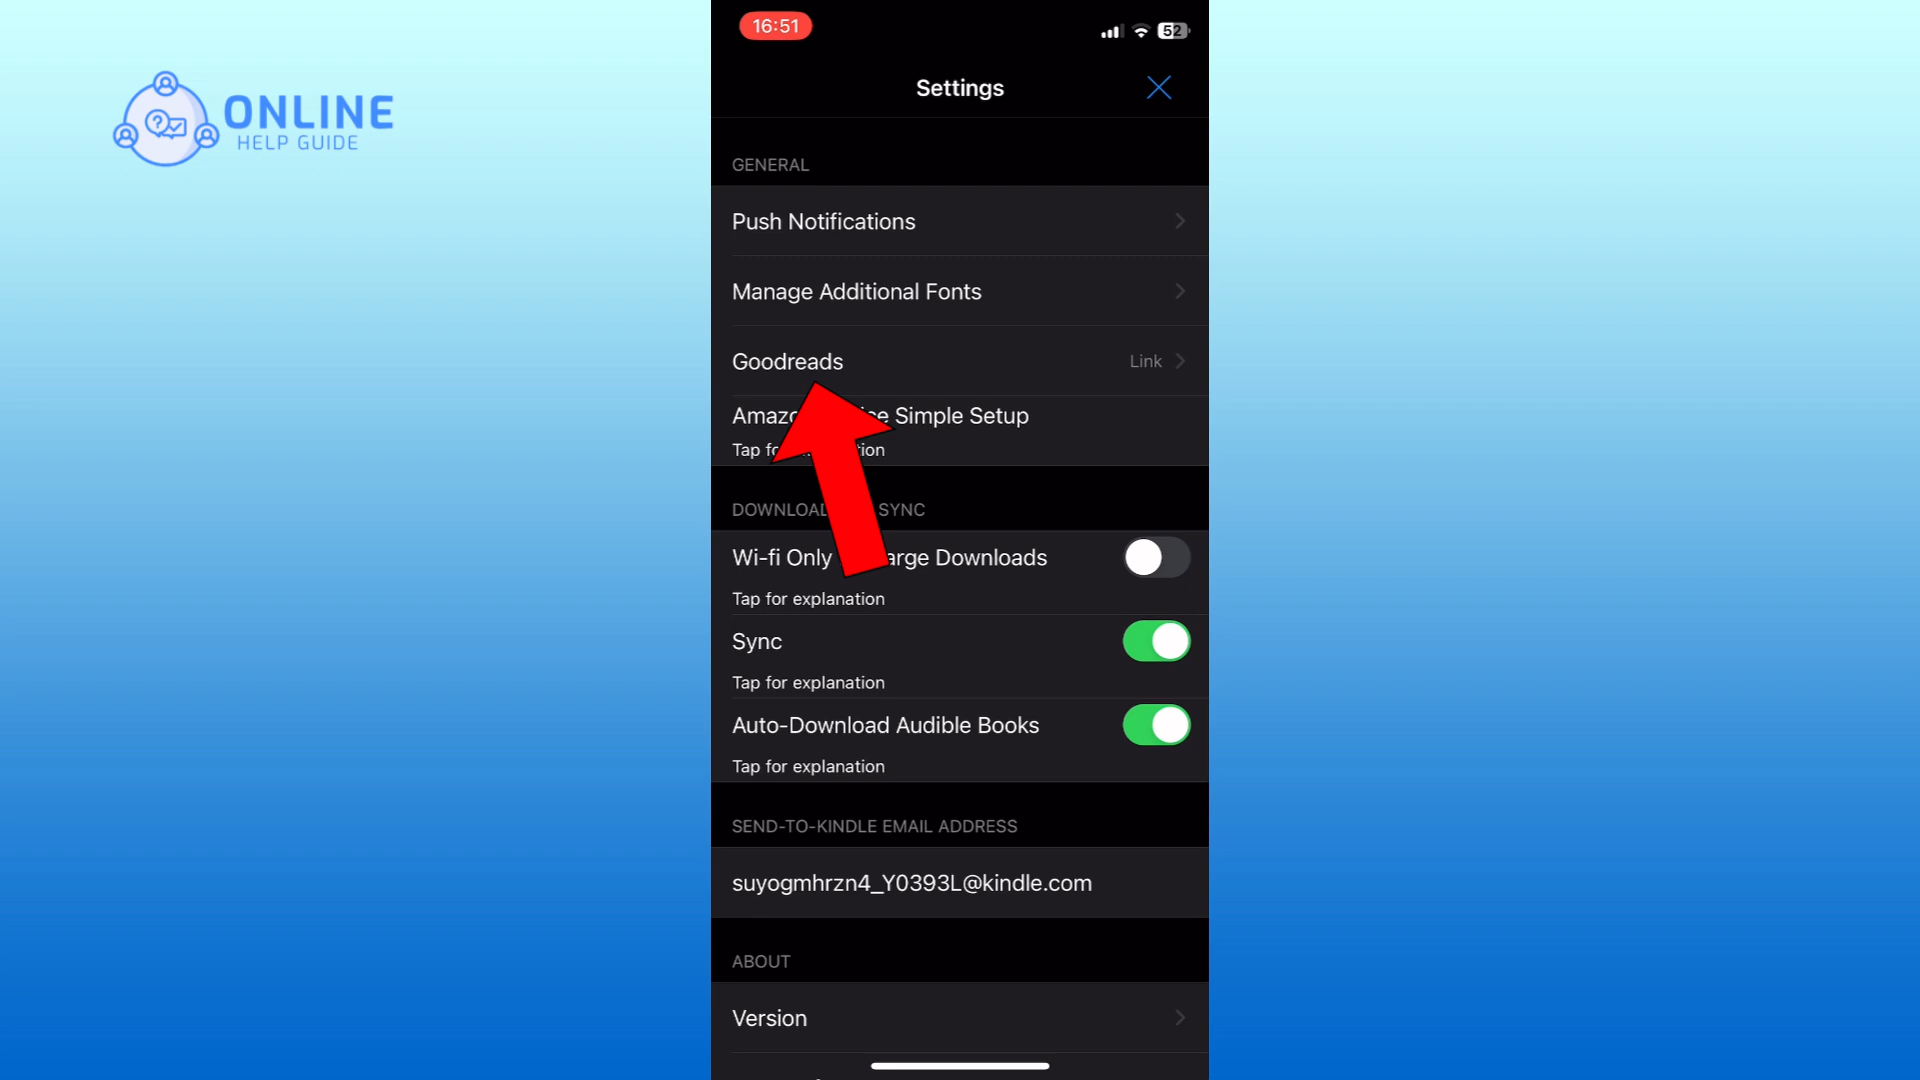 16:51
52
ONLINE
HELP GUIDE
Settings
GENERAL
Push Notifications
Manage Additional Fonts
Goodreads Link
Simple Setup
Tap
DOWNLOAD SYNC
Wi-fi Only Downloads
Tap for explanation
Sync
Tap for explanation
Auto-Download Audible Books
Tap for explanation
SEND-TO-KINDLE EMAIL ADDRESS
suyogmhrzn4_Y0393L@kindle.com
ABOUT
Version